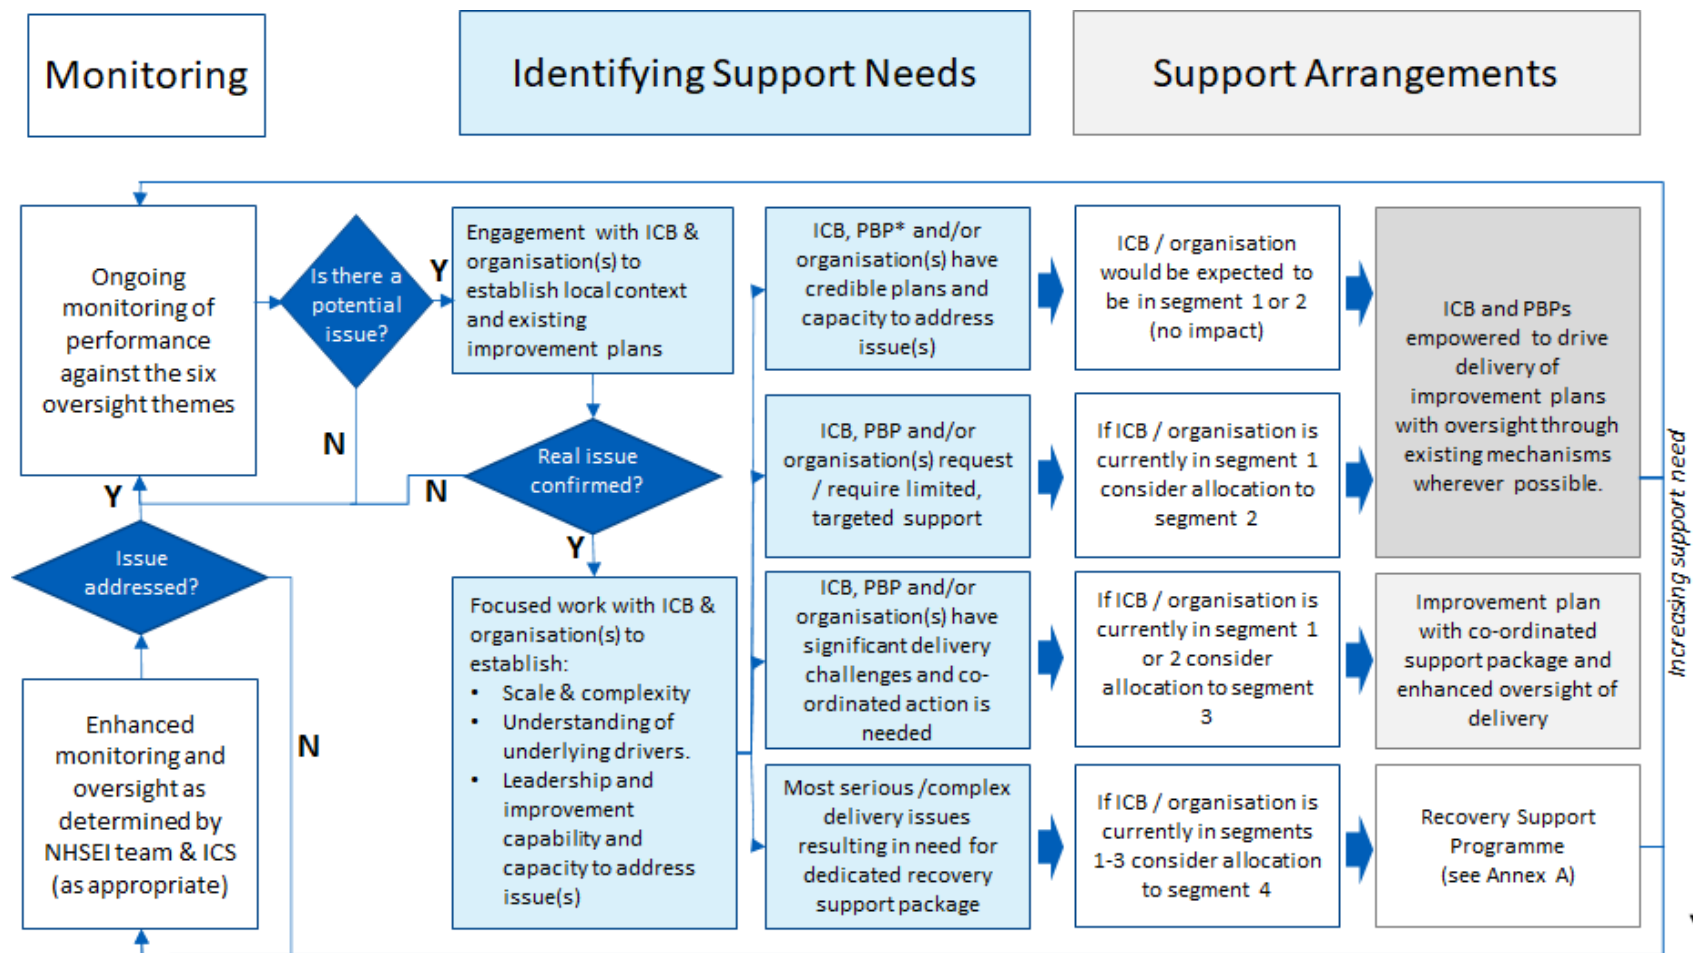 Monitoring
Identifying Support Needs
Support Arrangements
Ongoing
monitoring of
performance
against the six
oversight themes
Is there a
potential
issue?
Y
N
Engagement with ICB &
organisation(s) to
establish local context
and existing
improvement plans
Real issue
confirmed?
N
Y
Focused work with ICB &
organisation(s) to
establish:
• Scale & complexity
• Understanding of
underlying drivers.
• Leadership and
improvement
capability and
capacity to address
issue(s)
ICB, PBP* and/or
organisation(s) have
credible plans and
capacity to address
issue(s)
ICB / organisation
would be expected to
be in segment 1 or 2
(no impact)
ICB and PBPs
empowered to drive
delivery of
improvement plans
with oversight through
existing mechanisms
wherever possible.
ICB, PBP and/or
organisation(s) request
/ require limited,
targeted support
If ICB / organisation is
currently in segment 1
consider allocation to
segment 2
ICB, PBP and/or
organisation(s) have
significant delivery
challenges and co-
ordinated action is
needed
If ICB / organisation is
currently in segment 1
or 2 consider
allocation to segment
3
Improvement plan
with co-ordinated
support package and
enhanced oversight of
delivery
Most serious /complex
delivery issues
resulting in need for
dedicated recovery
support package
If ICB / organisation is
currently in segments
1-3 consider allocation
to segment 4
Recovery Support
Programme
(see Annex A)
Increasing support need
Y
Issue
addressed?
N
Enhanced
monitoring and
oversight as
determined by
NHSEI team & ICS
(as appropriate)